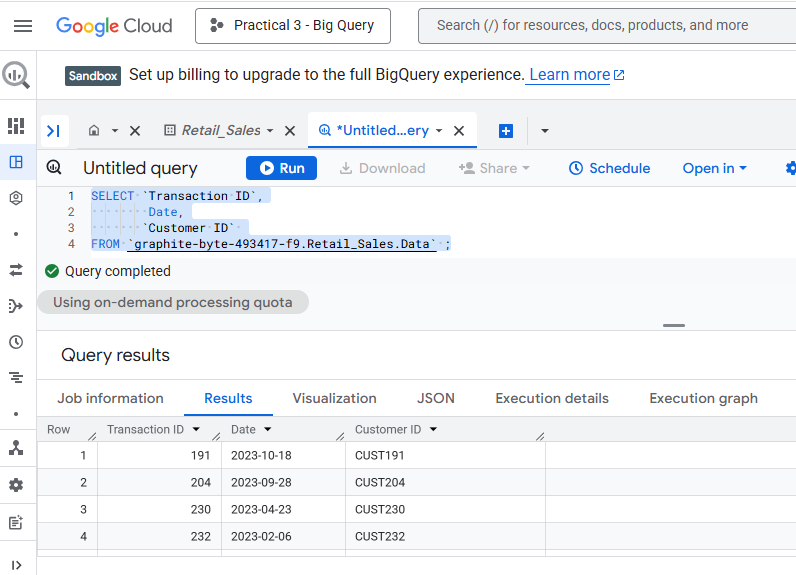 Google Cloud
Practical 3 - Big Query
Search (/) for resources, docs, products, and more
Sandbox Set up billing to upgrade to the full BigQuery experience. Learn more
Retail_Sales
*Untitled...ery
Untitled query
Run
Download
Share
Schedule
Open in
1 SELECT `Transaction ID`,
2 Date,
3 `Customer ID`
4 FROM `graphite-byte-493417-f9.Retail_Sales.Data` ;
Query completed
Using on-demand processing quota
Query results
Job information Results Visualization JSON Execution details Execution graph
Row Transaction ID Date Customer ID
1 191 2023-10-18 CUST191
2 204 2023-09-28 CUST204
3 230 2023-04-23 CUST230
4 232 2023-02-06 CUST232